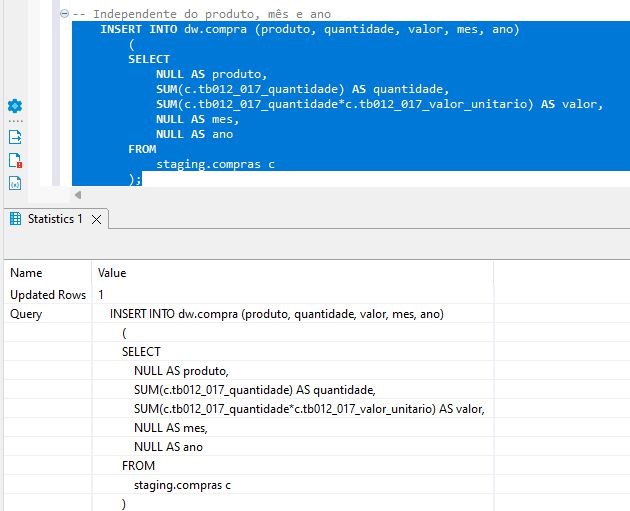 -- Independente do produto, mês e ano
INSERT INTO dw.compra (produto, quantidade, valor, mes, ano)
(
SELECT
NULL AS produto,
SUM(c.tb012_017_quantidade) AS quantidade,
SUM(c.tb012_017_quantidade*c.tb012_017_valor_unitario) AS valor,
NULL AS mes,
NULL AS ano
FROM
staging.compras c
);
Statistics 1
Name Value
Updated Rows 1
Query INSERT INTO dw.compra (produto, quantidade, valor, mes, ano)
(
SELECT
NULL AS produto,
SUM(c.tb012_017_quantidade) AS quantidade,
SUM(c.tb012_017_quantidade*c.tb012_017_valor_unitario) AS valor,
NULL AS mes,
NULL AS ano
FROM
staging.compras c
)